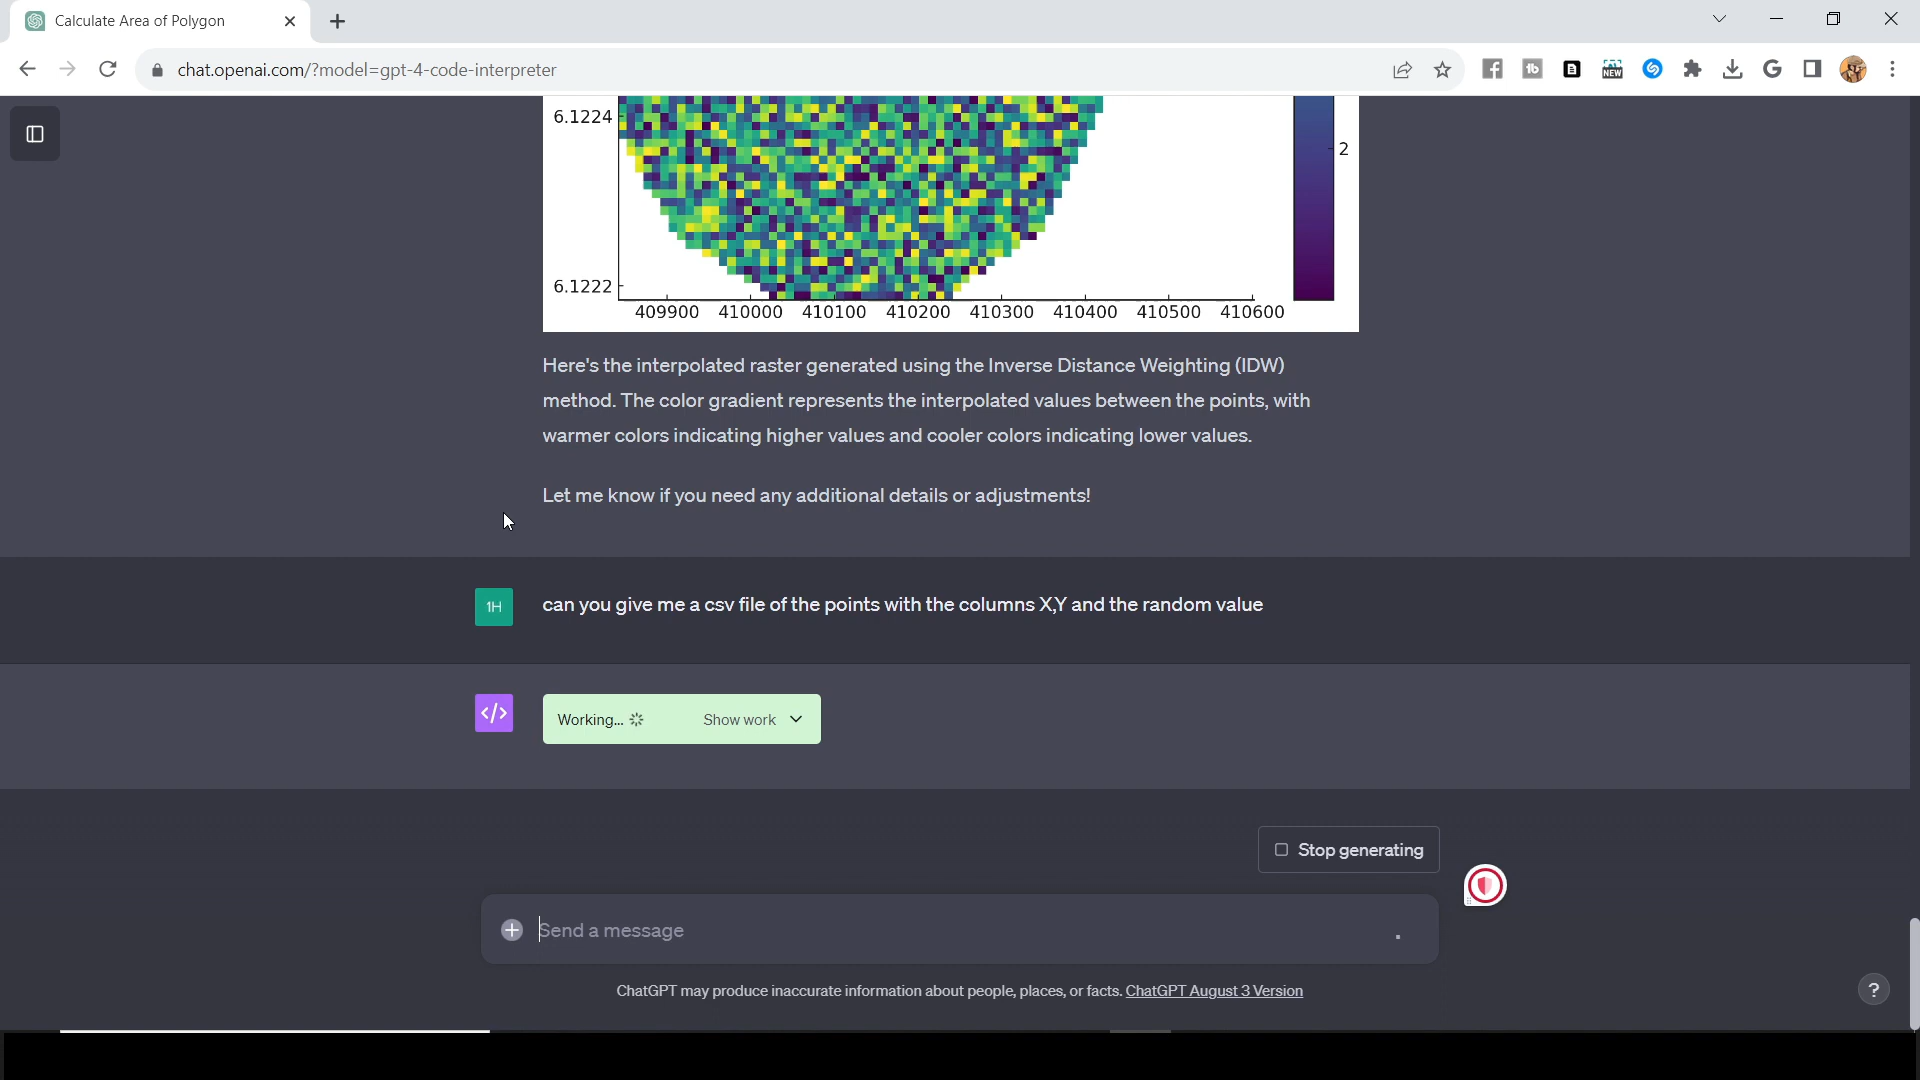 Calculate Area of Polygon
chat.openai.com/?model=gpt-4-code-interpreter
NEW
6.1224
2
6.1222
409900 410000 410100 410200 410300 410400 410500 410600
Here's the interpolated raster generated using the Inverse Distance Weighting (IDW)
method. The color gradient represents the interpolated values between the points, with
warmer colors indicating higher values and cooler colors indicating lower values.
Let me know if you need any additional details or adjustments!
1H
can you give me a csv file of the points with the columns X,Y and the random value
</>
Working... Show work
Stop generating
Send a message
ChatGPT may produce inaccurate information about people, places, or facts. ChatGPT August 3 Version
?